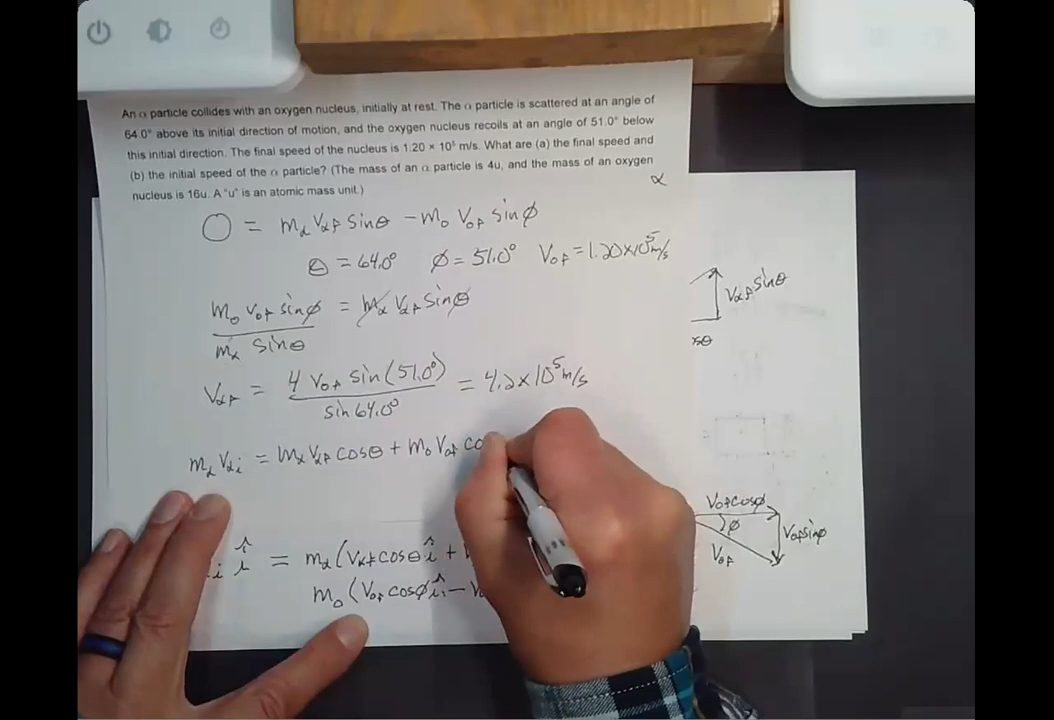 An α particle collides with an oxygen nucleus, initially at rest. The α particle is scattered at an angle of
64.0° above its initial direction of motion, and the oxygen nucleus recoils at an angle of 51.0° below
this initial direction. The final speed of the nucleus is 1.20 × 10⁵ m/s. What are (a) the final speed and
(b) the initial speed of the α particle? (The mass of an α particle is 4u, and the mass of an oxygen
nucleus is 16u. A "u" is an atomic mass unit.)
α
O = mα Vαf sinθ − mo Vof sinφ
θ = 64.0° φ = 51.0° Vof = 1.20×10⁵ m/s
mo Vof sinφ = mα Vαf sinθ
mα sinθ
Vαf sinθ
sθ
Vαf = 4 Vof sin(51.0°) = 4.2×10⁵ m/s
sin 64.0°
mα Vαi = mα Vαf cosθ + mo Vof co
Vof cosφ
φ
Vof sinφ
Vof
i î = mα (Vαf cosθ î +
mo (Vof cosφ î −